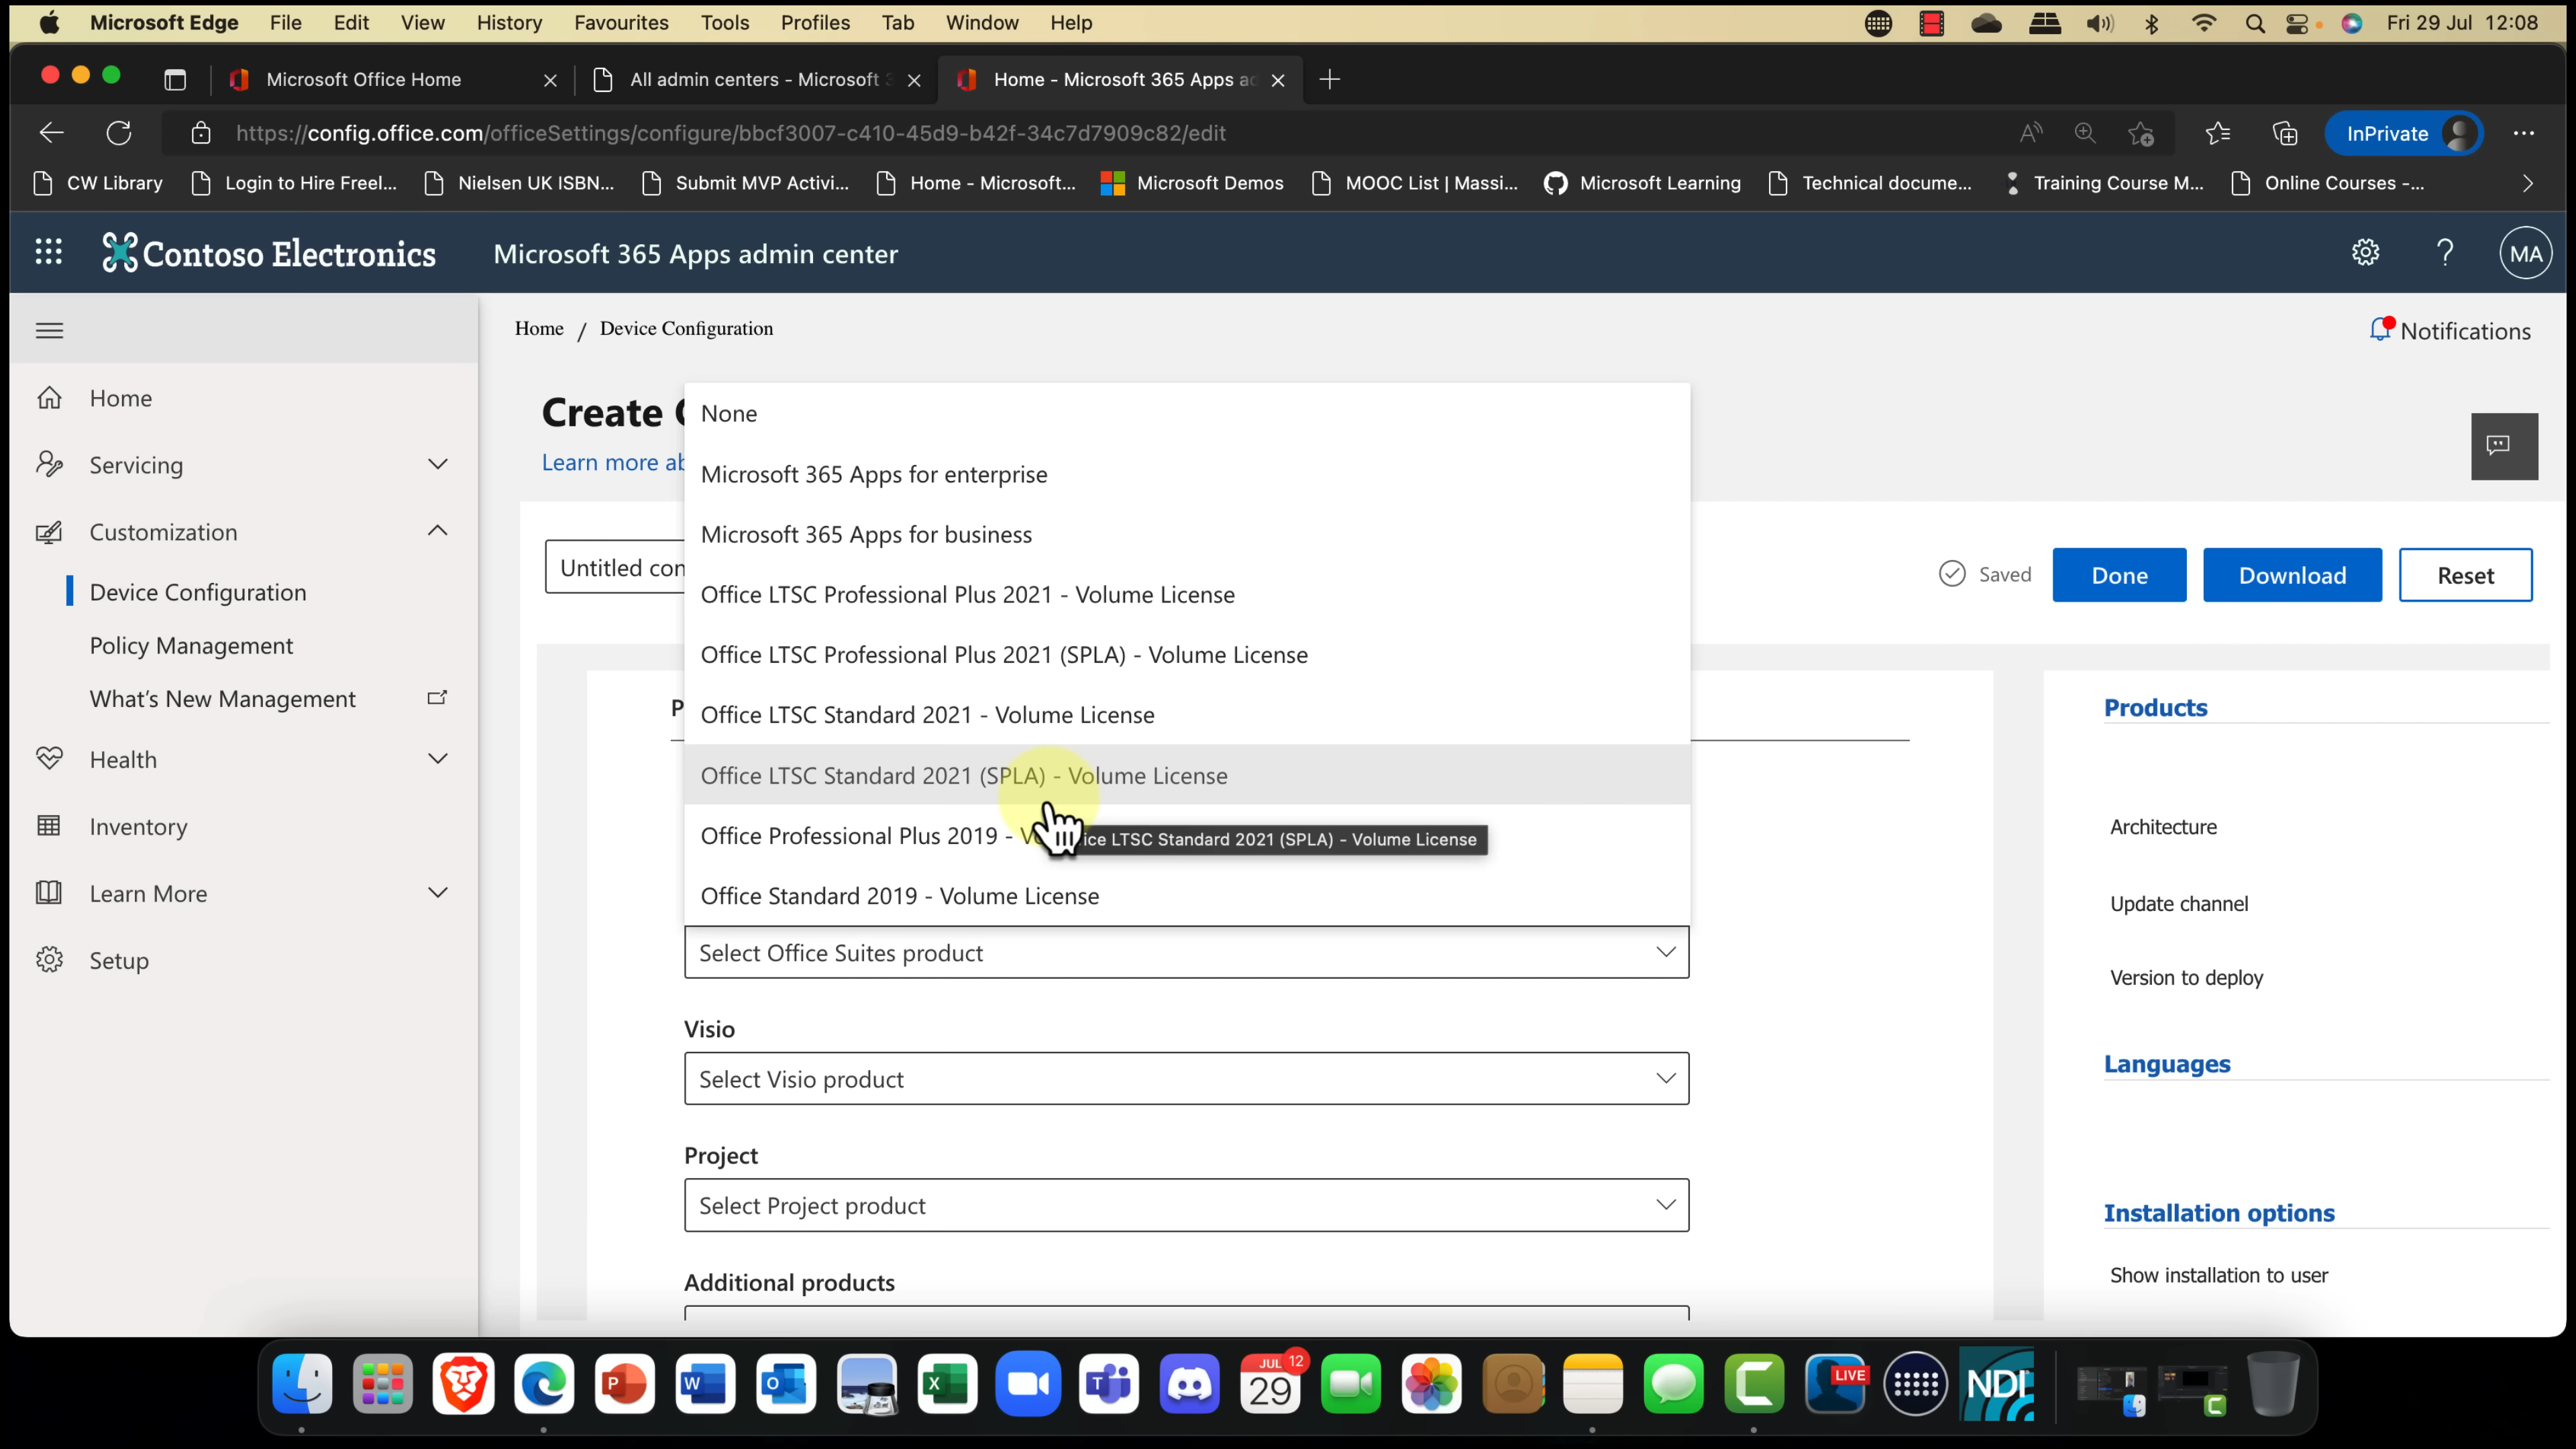 Microsoft Edge File Edit View History Favourites Tools Profiles Tab Window Help Fri 29 Jul 12:08
Microsoft Office Home All admin centers - Microsoft 3 Home - Microsoft 365 Apps ad
https://config.office.com/officeSettings/configure/bbcf3007-c410-45d9-b42f-34c7d7909c82/edit InPrivate
CW Library Login to Hire Freel... Nielsen UK ISBN... Submit MVP Activi... Home - Microsoft... Microsoft Demos MOOC List | Massi... Microsoft Learning Technical docume... Training Course M... Online Courses -...
Contoso Electronics Microsoft 365 Apps admin center ? MA
Home / Device Configuration Notifications
Home
Servicing
Customization
Device Configuration
Policy Management
What's New Management
Health
Inventory
Learn More
Setup
Create
Learn more ab
Untitled con
Saved Done Download Reset
P
None
Microsoft 365 Apps for enterprise
Microsoft 365 Apps for business
Office LTSC Professional Plus 2021 - Volume License
Office LTSC Professional Plus 2021 (SPLA) - Volume License
Office LTSC Standard 2021 - Volume License
Office LTSC Standard 2021 (SPLA) - Volume License
Office Professional Plus 2019 - Vo
ice LTSC Standard 2021 (SPLA) - Volume License
Office Standard 2019 - Volume License
Select Office Suites product
Visio
Select Visio product
Project
Select Project product
Additional products
Products
Architecture
Update channel
Version to deploy
Languages
Installation options
Show installation to user
P W O X T JUL 12 29 LIVE NDI